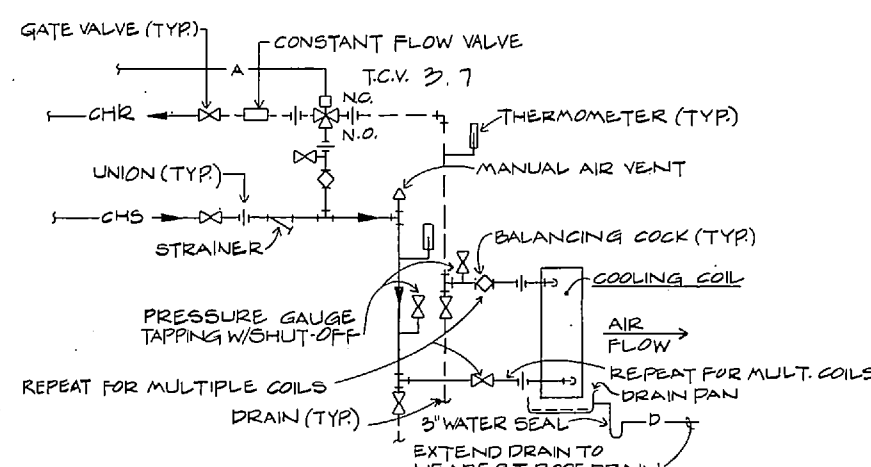 GATE VALVE (TYP.)
CONSTANT FLOW VALVE
A
T.C.V. 3, 7
N.C.
CHR
N.O.
THERMOMETER (TYP.)
MANUAL AIR VENT
UNION (TYP.)
CHS
STRAINER
BALANCING COCK (TYP.)
COOLING COIL
PRESSURE GAUGE
TAPPING W/SHUT-OFF
AIR
FLOW
REPEAT FOR MULTIPLE COILS
REPEAT FOR MULT. COILS
DRAIN PAN
DRAIN (TYP.)
3" WATER SEAL
D
EXTEND DRAIN TO